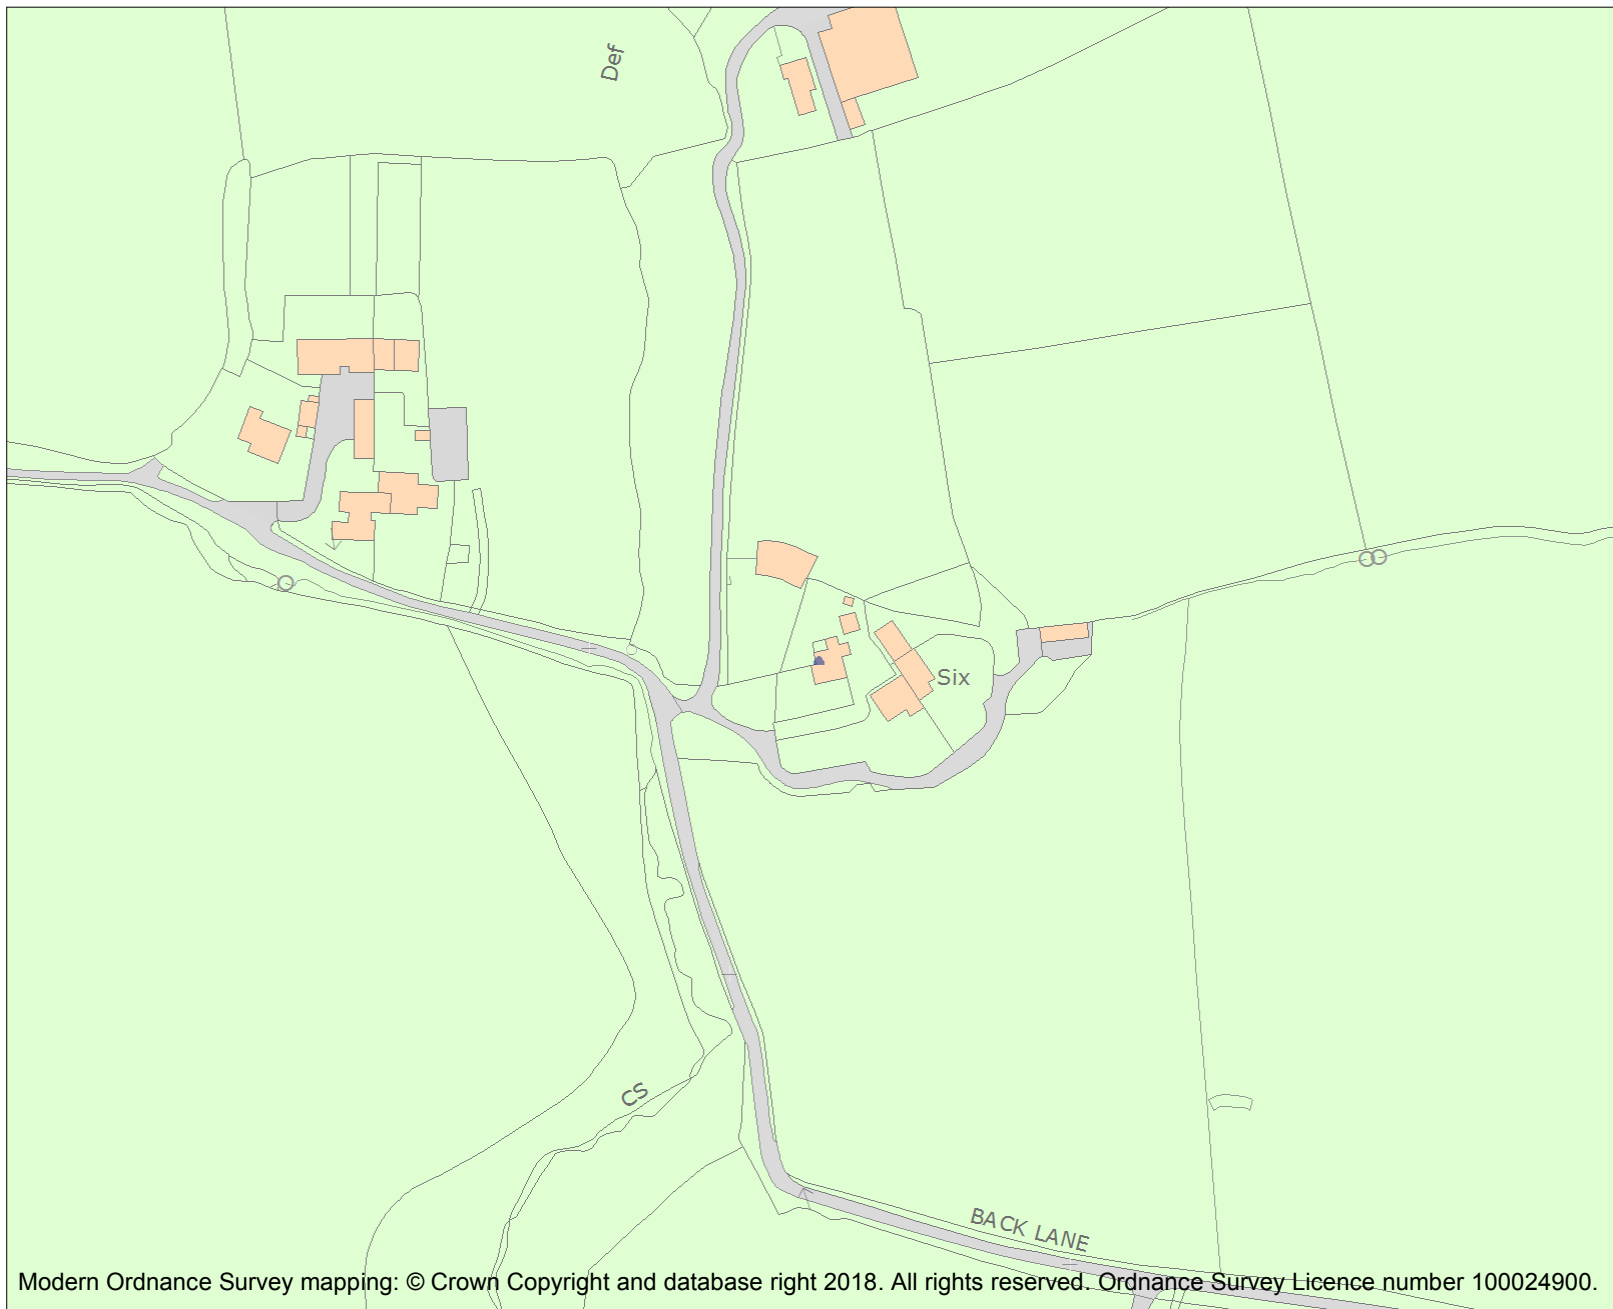 Def
Six
CS
BACK LANE
Modern Ordnance Survey mapping: © Crown Copyright and database right 2018. All rights reserved. Ordnance Survey Licence number 100024900.